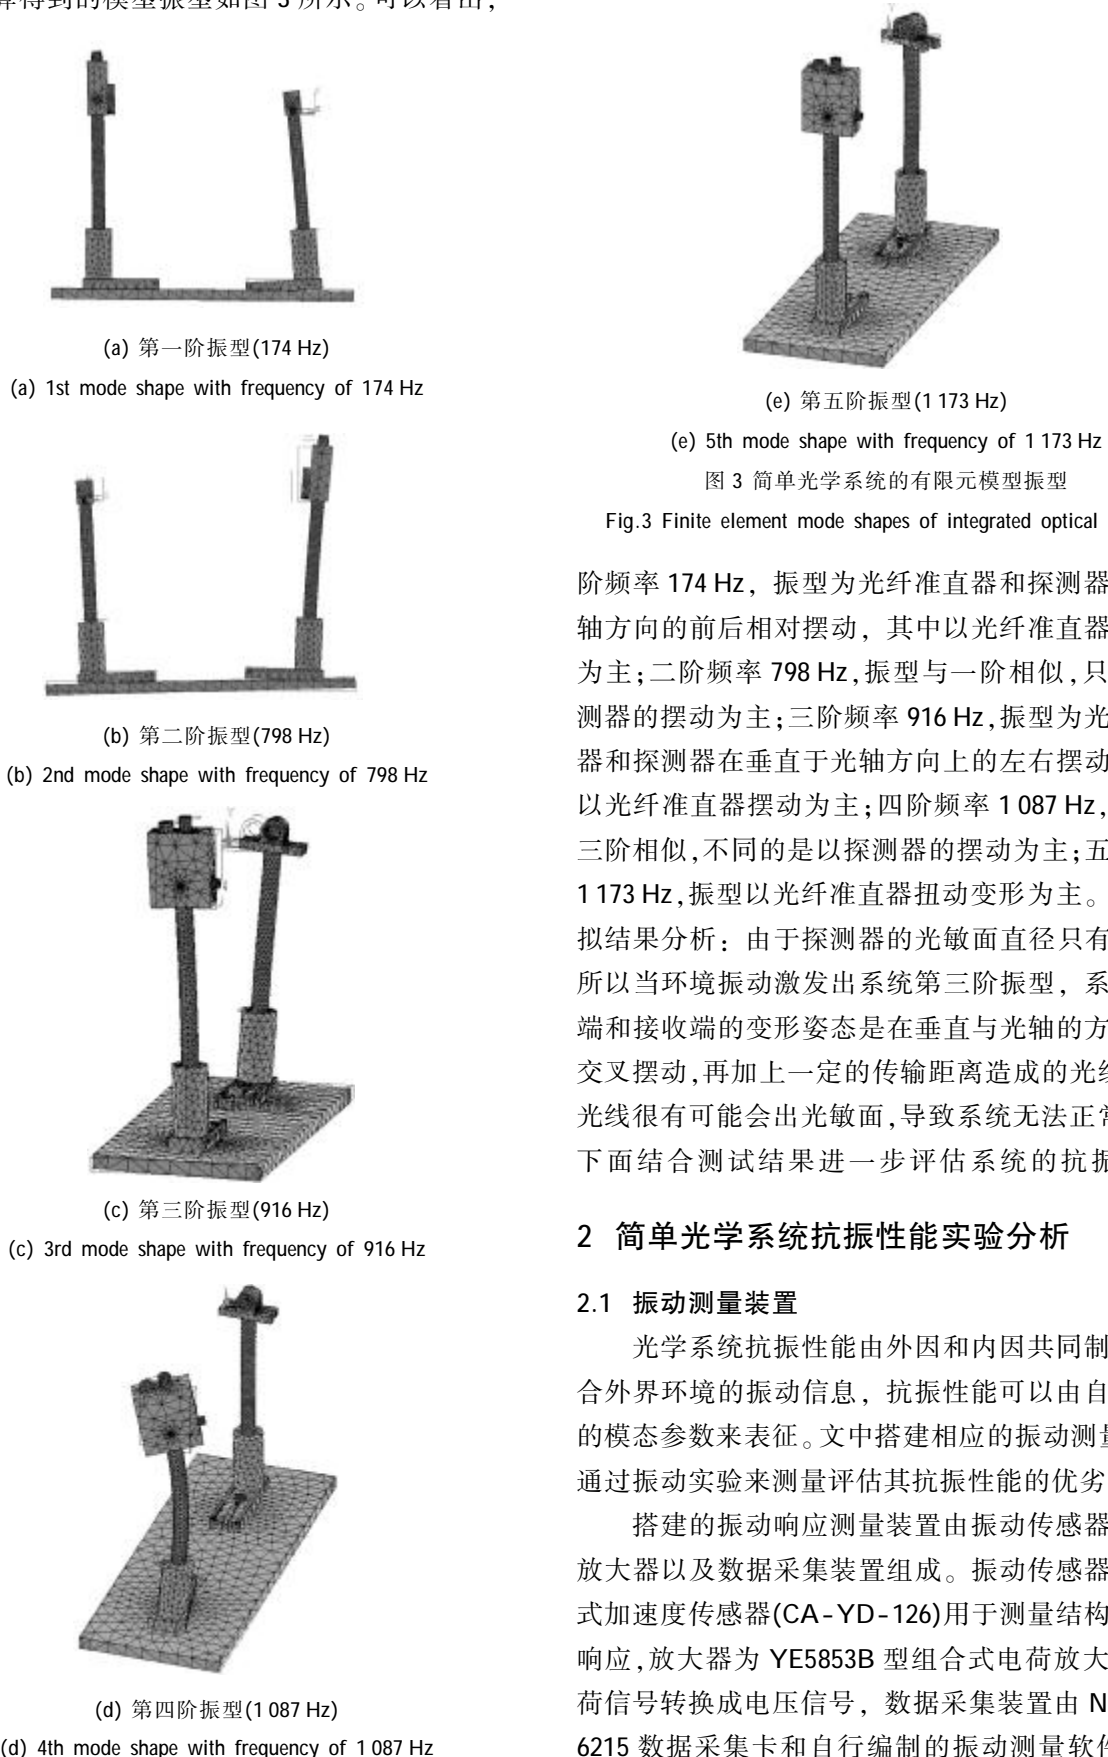 算得到的模型振型如图 3 所示。可以看出,
(a) 第一阶振型(174 Hz)
(a) 1st mode shape with frequency of 174 Hz
(b) 第二阶振型(798 Hz)
(b) 2nd mode shape with frequency of 798 Hz
(c) 第三阶振型(916 Hz)
(c) 3rd mode shape with frequency of 916 Hz
(d) 第四阶振型(1 087 Hz)
(d) 4th mode shape with frequency of 1 087 Hz
(e) 第五阶振型(1 173 Hz)
(e) 5th mode shape with frequency of 1 173 Hz
图 3 简单光学系统的有限元模型振型
Fig.3 Finite element mode shapes of integrated optical
阶频率 174 Hz, 振型为光纤准直器和探测器
轴方向的前后相对摆动, 其中以光纤准直器
为主;二阶频率 798 Hz,振型与一阶相似,只
测器的摆动为主;三阶频率 916 Hz,振型为光
器和探测器在垂直于光轴方向上的左右摆动
以光纤准直器摆动为主;四阶频率 1 087 Hz,
三阶相似,不同的是以探测器的摆动为主;五
1 173 Hz,振型以光纤准直器扭动变形为主。
拟结果分析: 由于探测器的光敏面直径只有
所以当环境振动激发出系统第三阶振型, 系
端和接收端的变形姿态是在垂直与光轴的方
交叉摆动,再加上一定的传输距离造成的光线
光线很有可能会出光敏面,导致系统无法正常
下面结合测试结果进一步评估系统的抗振
2 简单光学系统抗振性能实验分析
2.1 振动测量装置
光学系统抗振性能由外因和内因共同制
合外界环境的振动信息, 抗振性能可以由自
的模态参数来表征。文中搭建相应的振动测量
通过振动实验来测量评估其抗振性能的优劣
搭建的振动响应测量装置由振动传感器
放大器以及数据采集装置组成。振动传感器
式加速度传感器(CA-YD-126)用于测量结构
响应,放大器为 YE5853B 型组合式电荷放大
荷信号转换成电压信号, 数据采集装置由 N
6215 数据采集卡和自行编制的振动测量软件